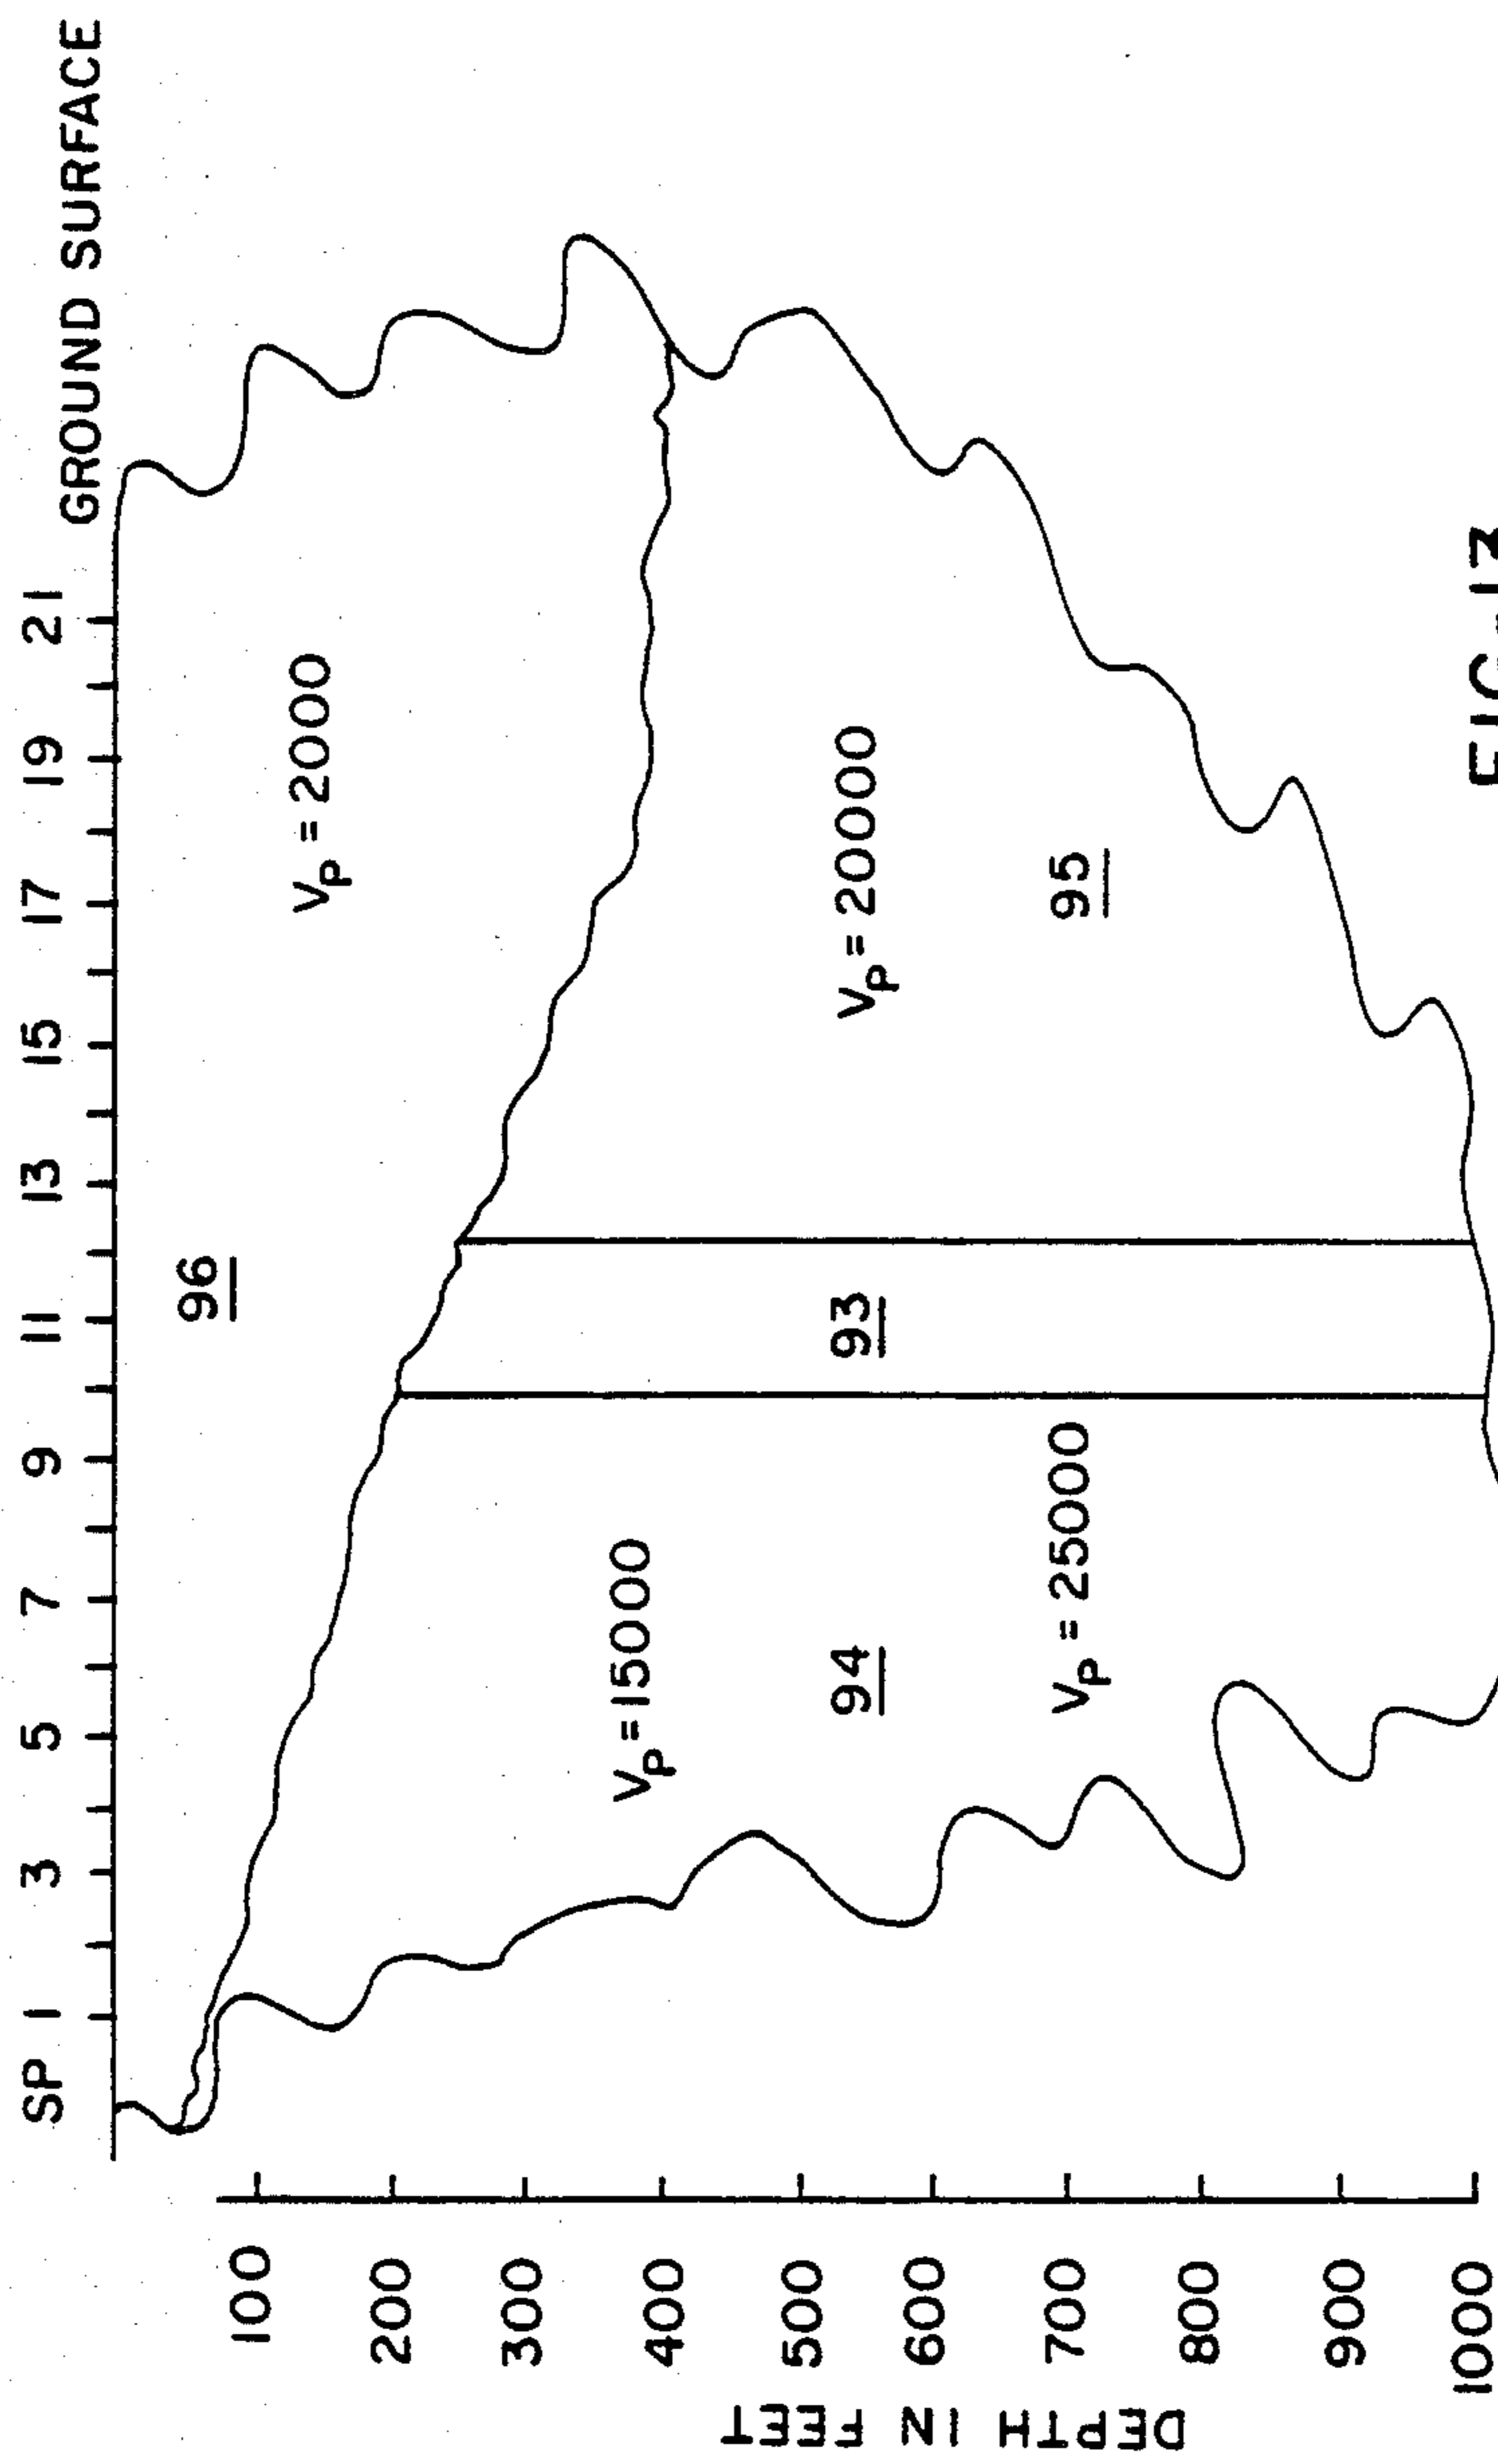 SP 1 3 5 7 9 11 13 15 17 19 21
GROUND SURFACE
96
VP = 2000
100
200
300
400
500
600
700
800
900
1000
DEPTH IN FEET
VP = 15000
94
VP = 25000
93
VP = 20000
95